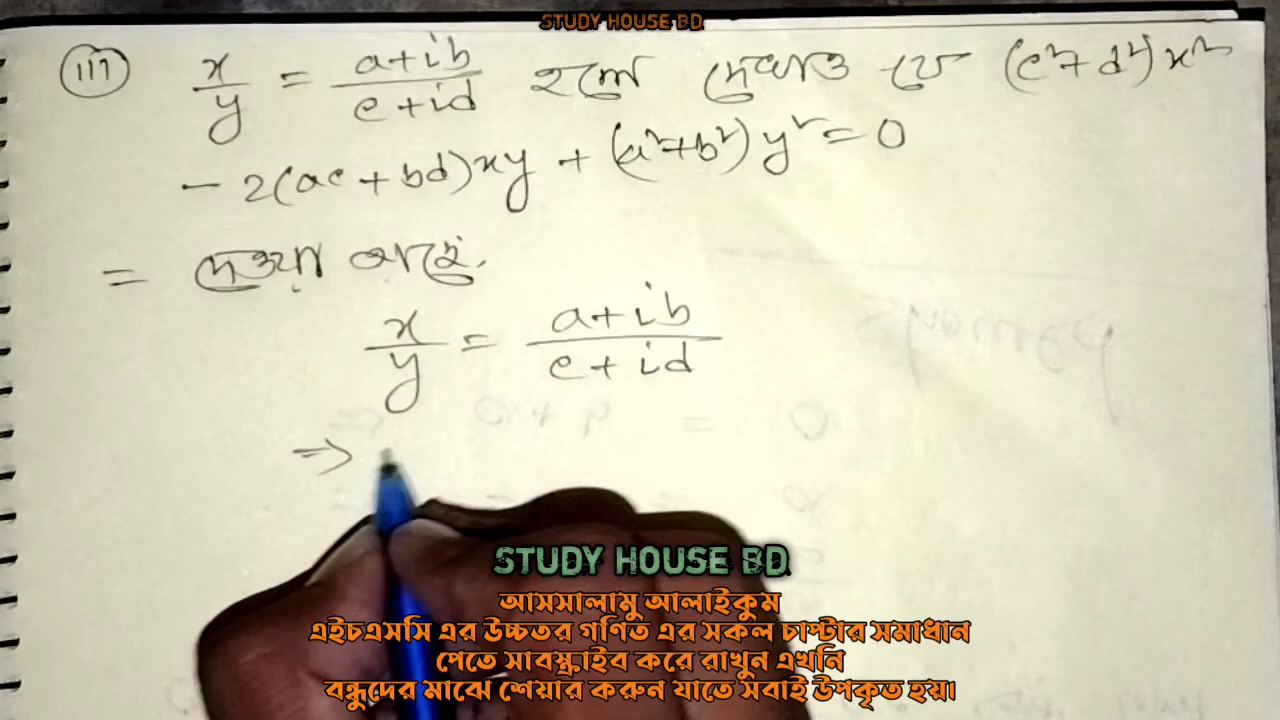 STUDY HOUSE BD
(iii) x/y = a+ib/c+id হলে দেখাও যে (c²+d²)x²
- 2(ac+bd)xy + (a²+b²)y² = 0
= দেওয়া আছে,
x/y = a+ib/c+id
⇒
STUDY HOUSE BD
আসসালামু আলাইকুম
এইচএসসি এর উচ্চতর গণিত এর সকল চাপ্টার সমাধান
পেতে সাবস্ক্রাইব করে রাখুন এখনি
বন্ধুদের মাঝে শেয়ার করুন যাতে সবাই উপকৃত হয়।